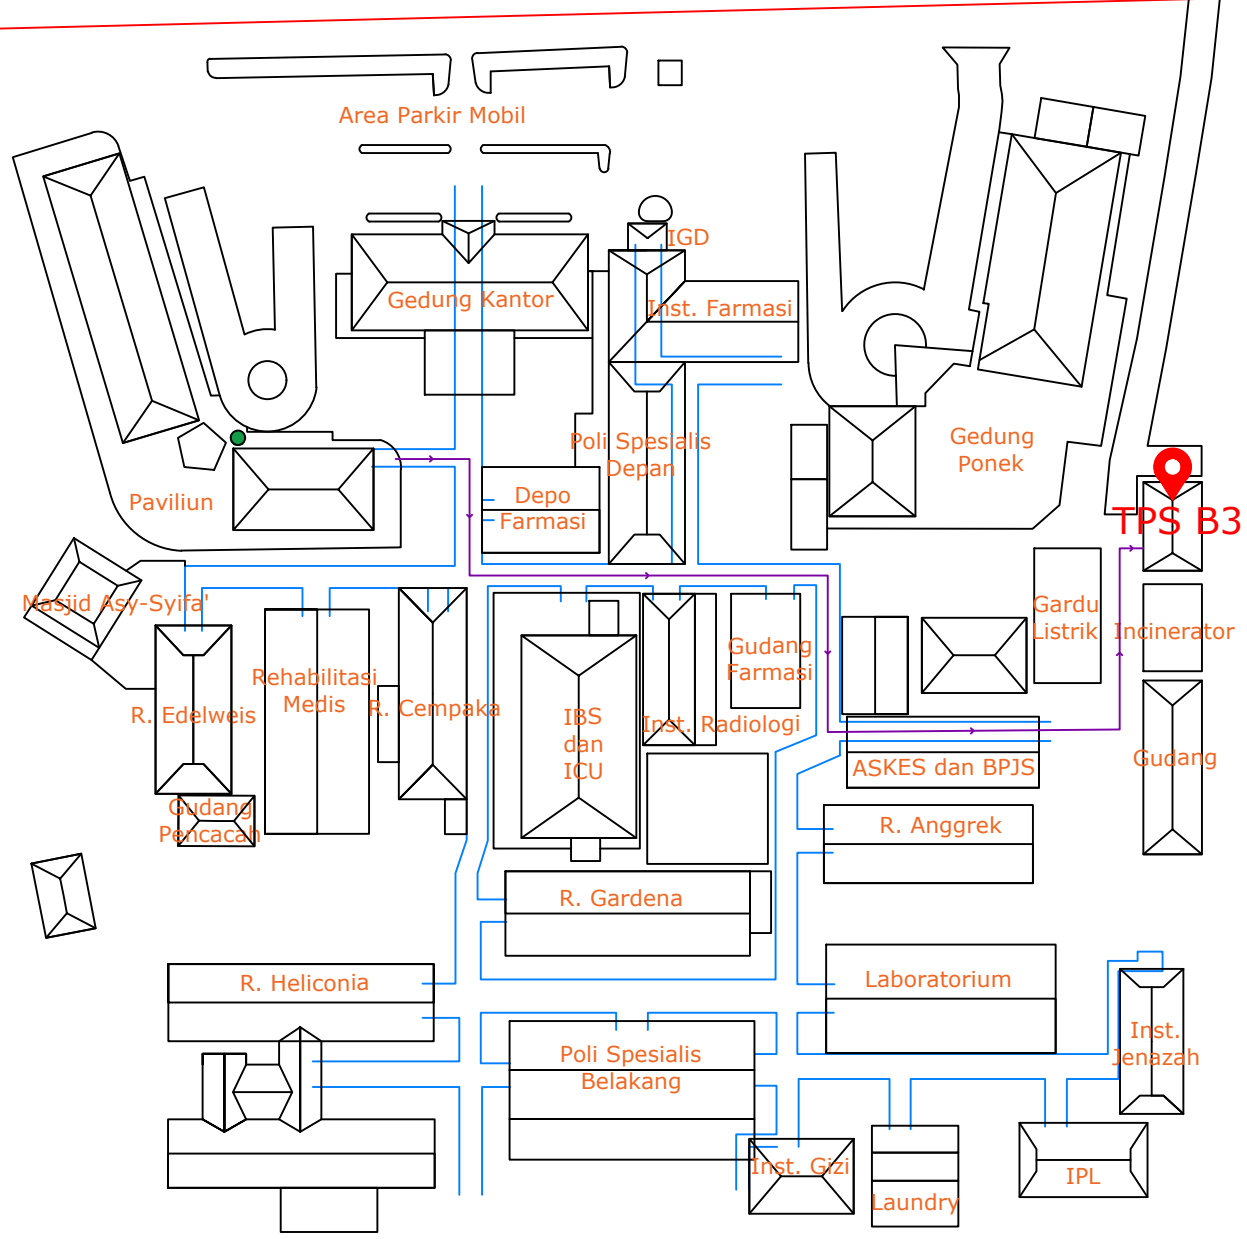 Area Parkir Mobil
IGD
Gedung Kantor
Inst. Farmasi
Poli Spesialis
Depan
Gedung
Ponek
Paviliun
Depo
Farmasi
TPS B3
Masjid Asy-Syifa'
Gardu
Listrik
Incinerator
Rehabilitasi
Medis
Gudang
Farmasi
R. Edelweis
R. Cempaka
IBS
dan
ICU
Inst. Radiologi
ASKES dan BPJS
Gudang
Gudang
Pencacah
R. Anggrek
R. Gardena
R. Heliconia
Laboratorium
Poli Spesialis
Belakang
Inst.
Jenazah
Inst. Gizi
Laundry
IPL